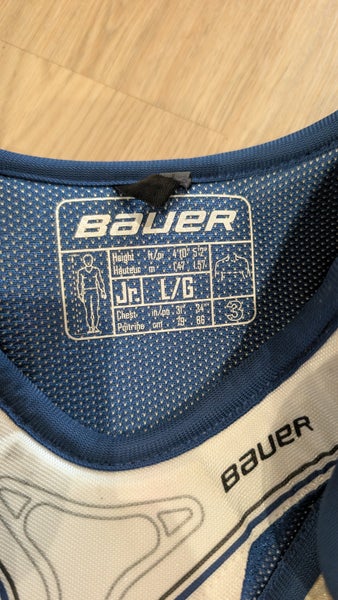 BAUER
Height ft/pi 4'10" 5'2"
Hauteur m 1,47 1,57
Jr. L/G
Chest in/po 31" 34"
Poitrine cm 79 86
3
BAUER